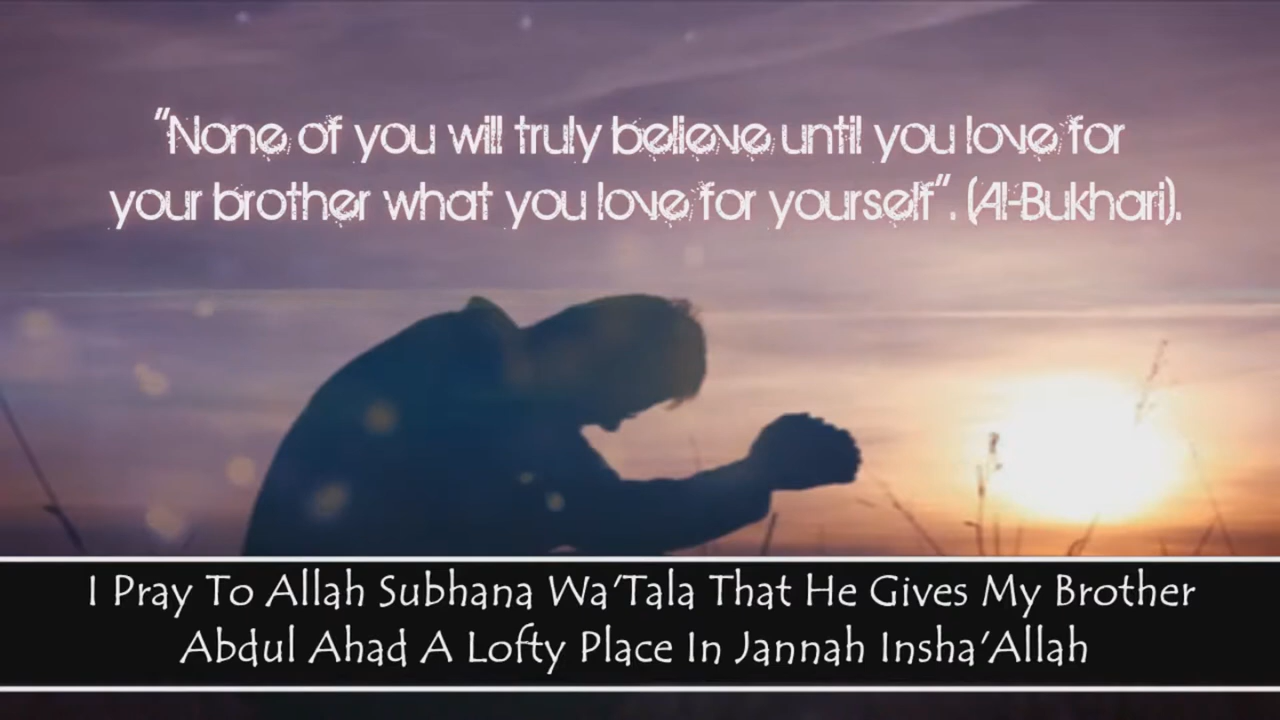 "None of you will truly believe until you love for
your brother what you love for yourself". (Al-Bukhari).
I Pray To Allah Subhana Wa'Tala That He Gives My Brother
Abdul Ahad A Lofty Place In Jannah Insha'Allah